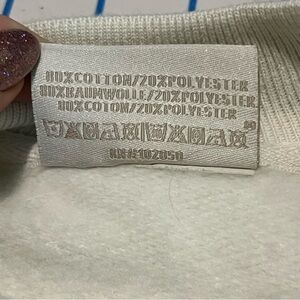 80%COTTON/20%POLYESTER
80%BAUMWOLLE/20%POLYESTER
80%COTON/20%POLYESTER
RN#102050